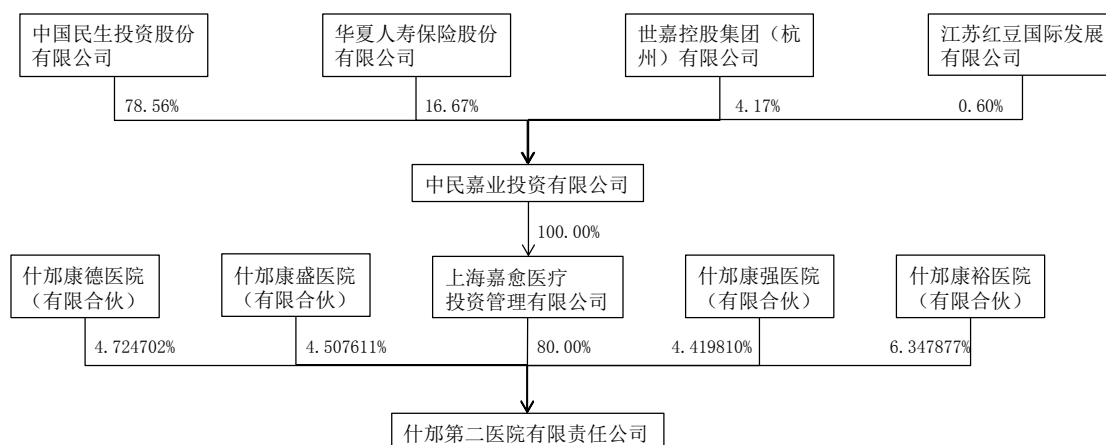 中国民生投资股份
有限公司
华夏人寿保险股份
有限公司
世嘉控股集团（杭
州）有限公司
江苏红豆国际发展
有限公司
78.56%
16.67%
4.17%
0.60%
中民嘉业投资有限公司
100.00%
什邡康德医院
（有限合伙）
什邡康盛医院
（有限合伙）
上海嘉愈医疗
投资管理有限公司
什邡康强医院
（有限合伙）
什邡康裕医院
（有限合伙）
4.724702%
4.507611%
80.00%
4.419810%
6.347877%
什邡第二医院有限责任公司